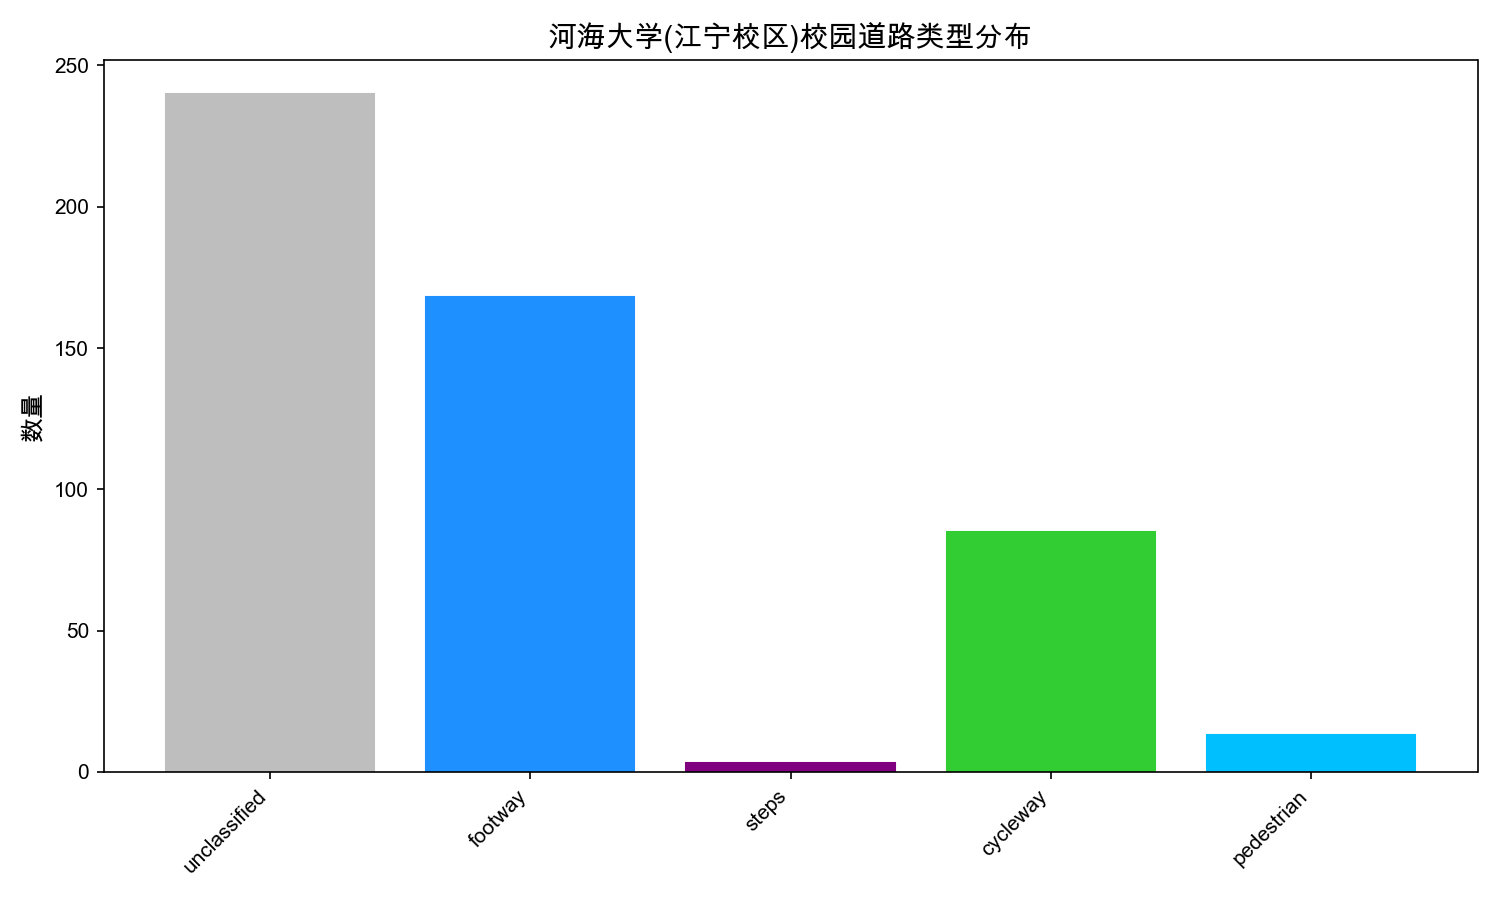 河海大学(江宁校区)校园道路类型分布
数量
250
200
150
100
50
0
unclassified
footway
steps
cycleway
pedestrian